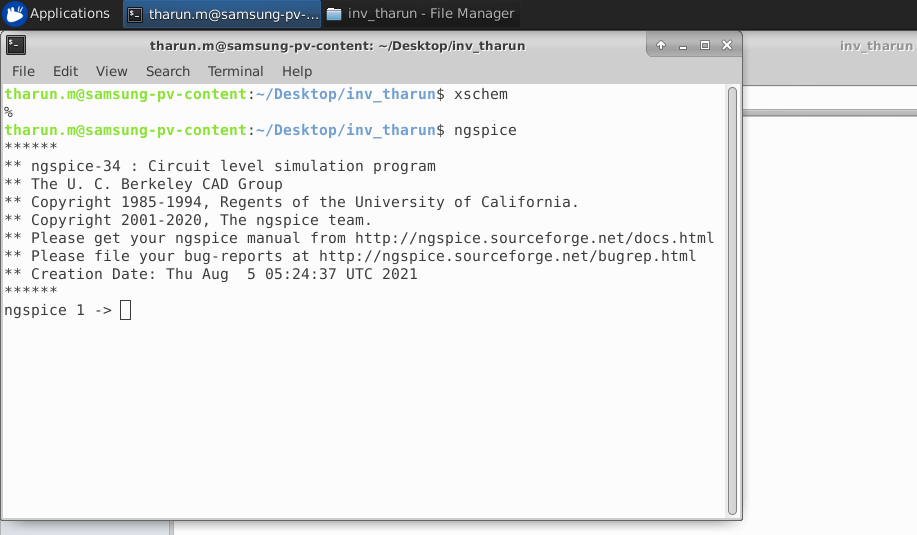 Applications
tharun.m@samsung-pv-...
inv_tharun - File Manager
tharun.m@samsung-pv-content: ~/Desktop/inv_tharun
inv_tharun
File Edit View Search Terminal Help
tharun.m@samsung-pv-content:~/Desktop/inv_tharun$ xschem
%
tharun.m@samsung-pv-content:~/Desktop/inv_tharun$ ngspice
******
** ngspice-34 : Circuit level simulation program
** The U. C. Berkeley CAD Group
** Copyright 1985-1994, Regents of the University of California.
** Copyright 2001-2020, The ngspice team.
** Please get your ngspice manual from http://ngspice.sourceforge.net/docs.html
** Please file your bug-reports at http://ngspice.sourceforge.net/bugrep.html
** Creation Date: Thu Aug  5 05:24:37 UTC 2021
******
ngspice 1 ->